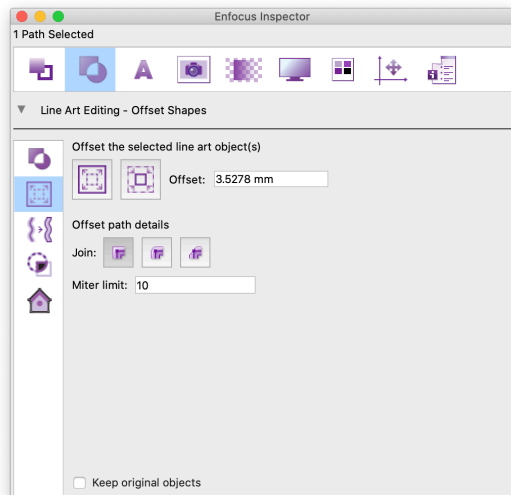 Enfocus Inspector
1 Path Selected
Line Art Editing - Offset Shapes
Offset the selected line art object(s)
Offset: 3.5278 mm
Offset path details
Join:
Miter limit: 10
Keep original objects